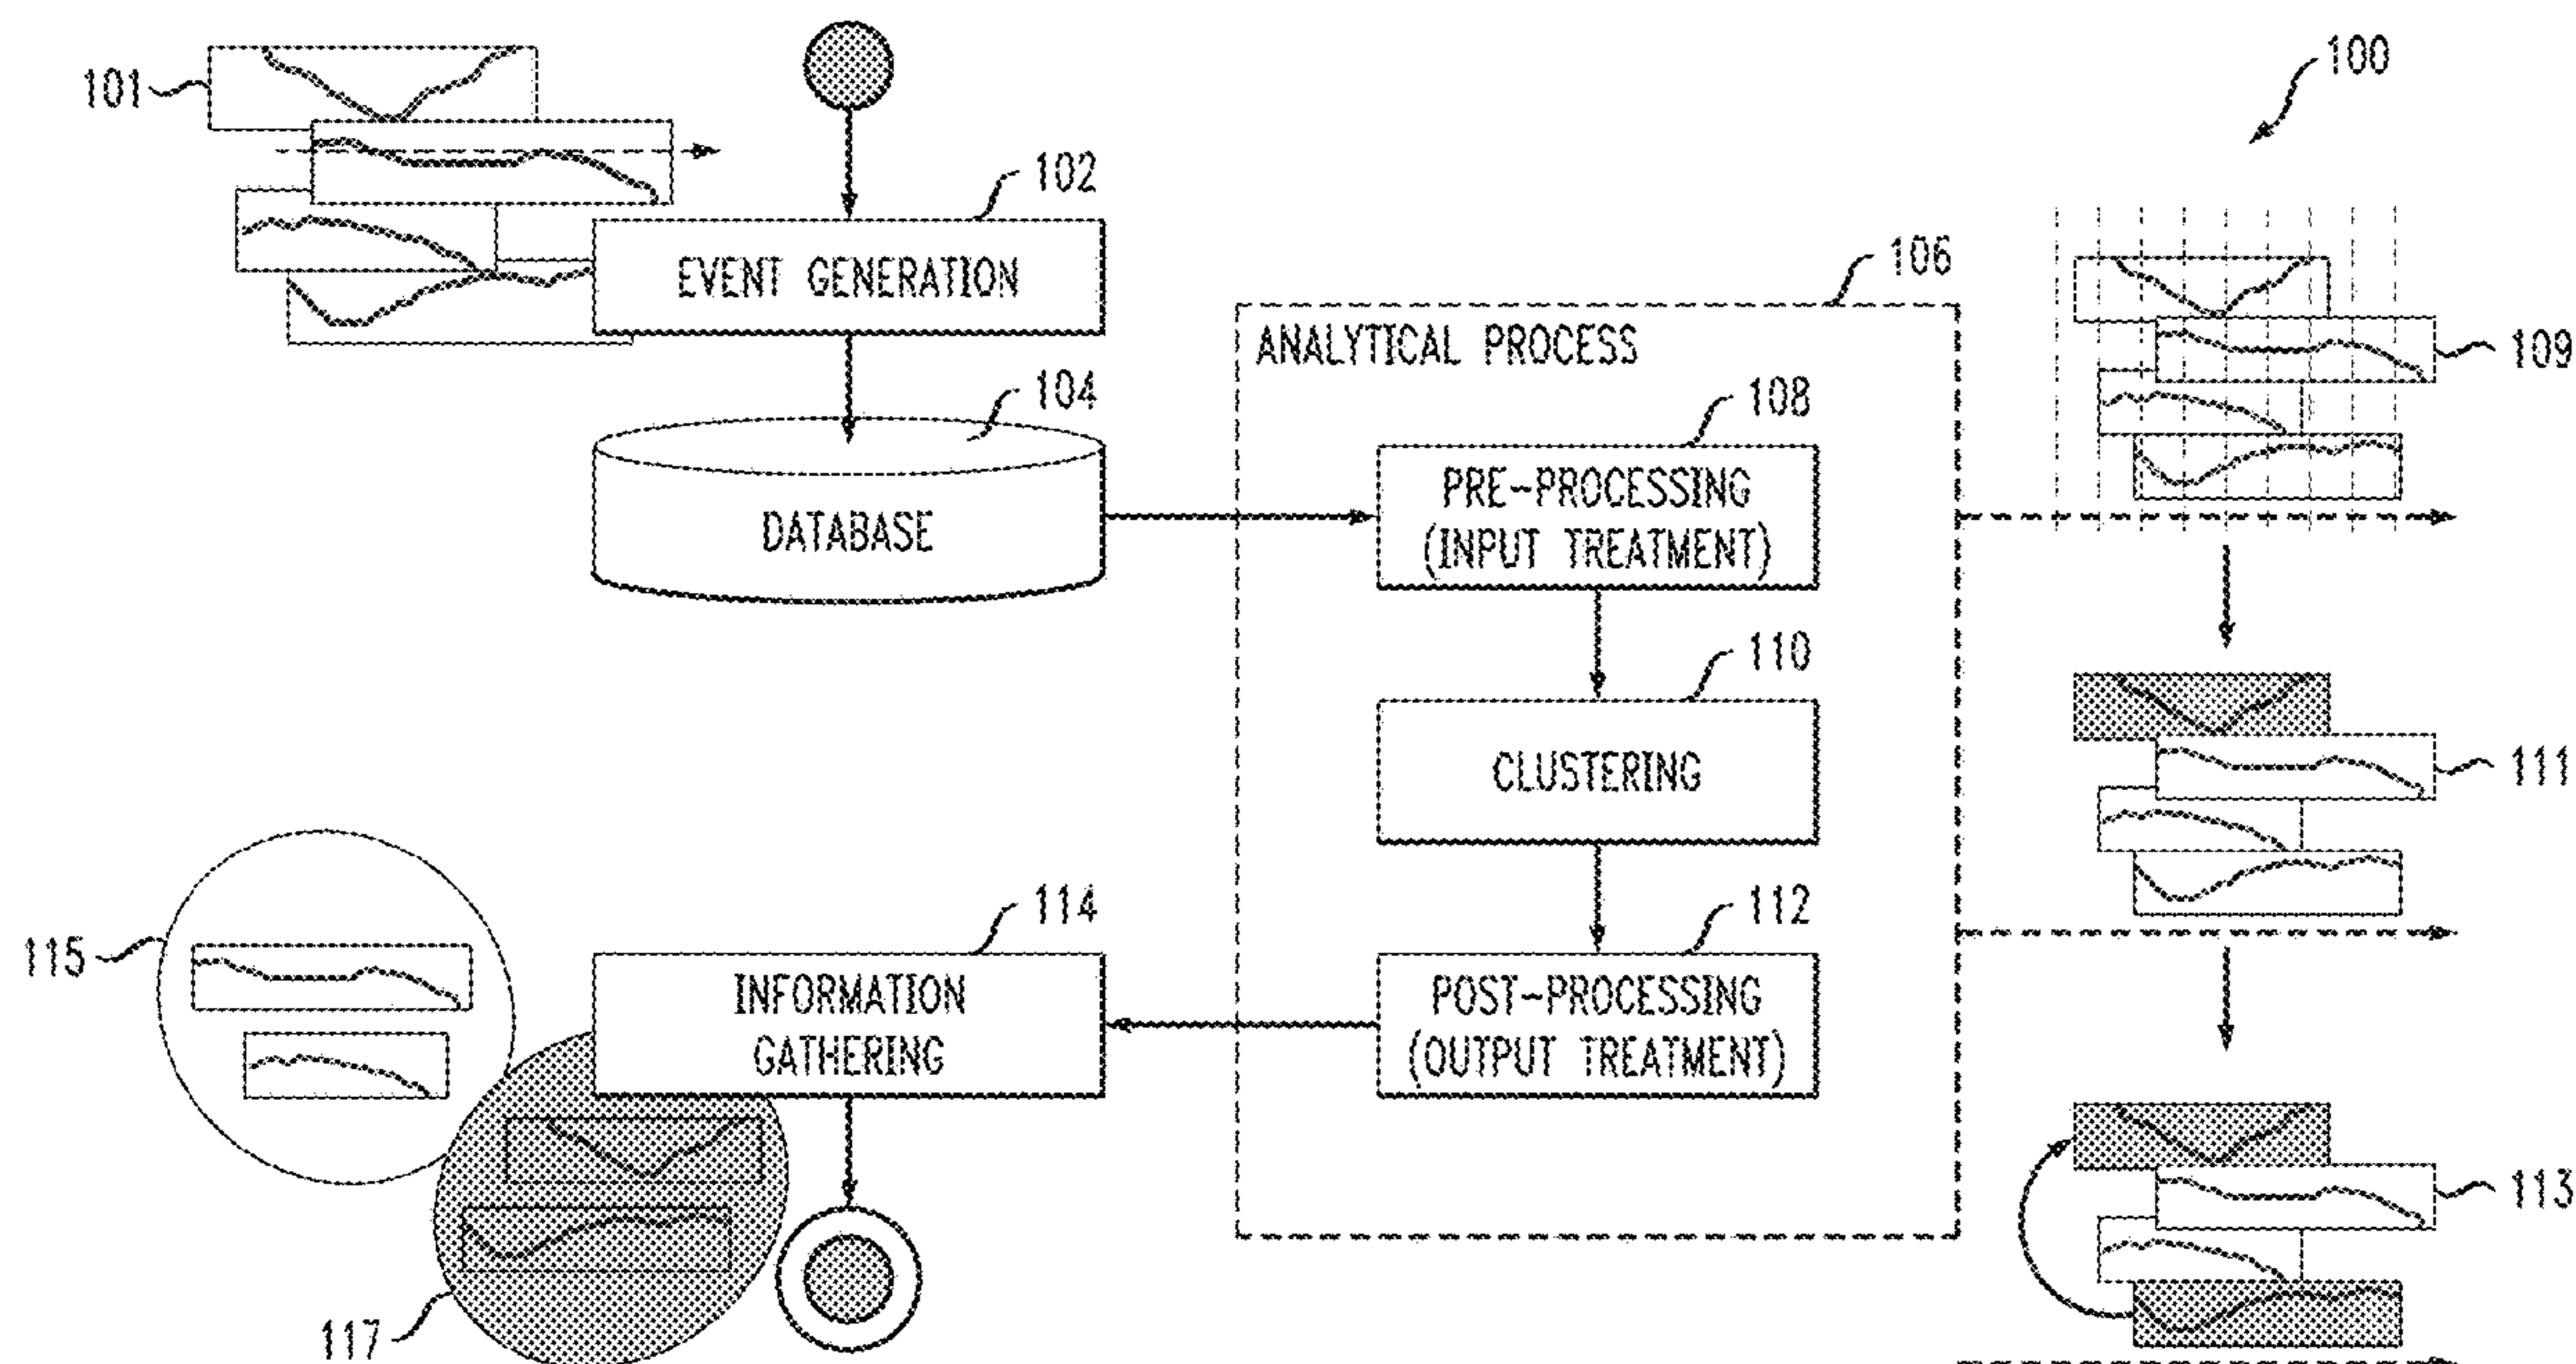 100
101
102
EVENT GENERATION
104
DATABASE
106
ANALYTICAL PROCESS
108
PRE-PROCESSING
(INPUT TREATMENT)
109
110
CLUSTERING
111
112
POST-PROCESSING
(OUTPUT TREATMENT)
113
114
INFORMATION
GATHERING
115
117